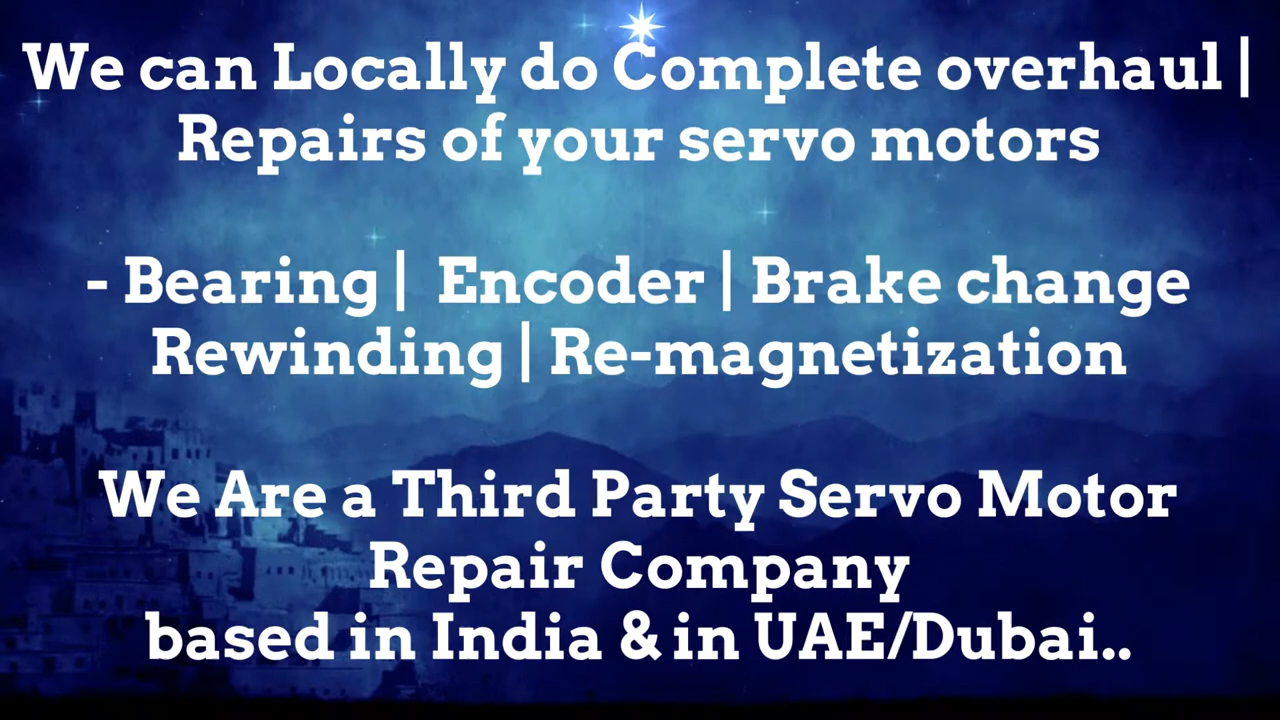 We can Locally do Complete overhaul |
Repairs of your servo motors
- Bearing | Encoder | Brake change
Rewinding | Re-magnetization
We Are a Third Party Servo Motor
Repair Company
based in India & in UAE/Dubai..